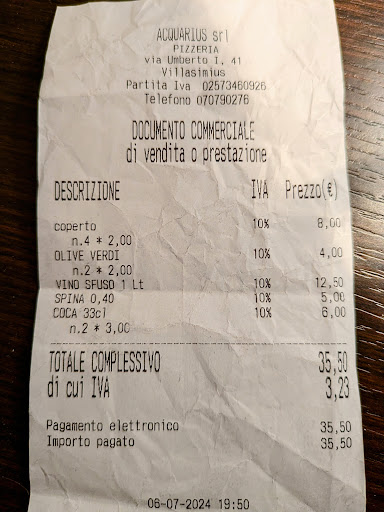 ACQUARIUS srl
PIZZERIA
via Umberto I, 41
Villasimius
Partita Iva 02573460926
Telefono 070790276
DOCUMENTO COMMERCIALE
di vendita o prestazione
DESCRIZIONE IVA Prezzo(€)
coperto 10% 8,00
n.4 * 2,00
OLIVE VERDI 10% 4,00
n.2 * 2,00
VINO SFUSO 1 Lt 10% 12,50
SPINA 0,40 10% 5,00
COCA 33cl 10% 6,00
n.2 * 3,00
TOTALE COMPLESSIVO 35,50
di cui IVA 3,23
Pagamento elettronico 35,50
Importo pagato 35,50
06-07-2024 19:50